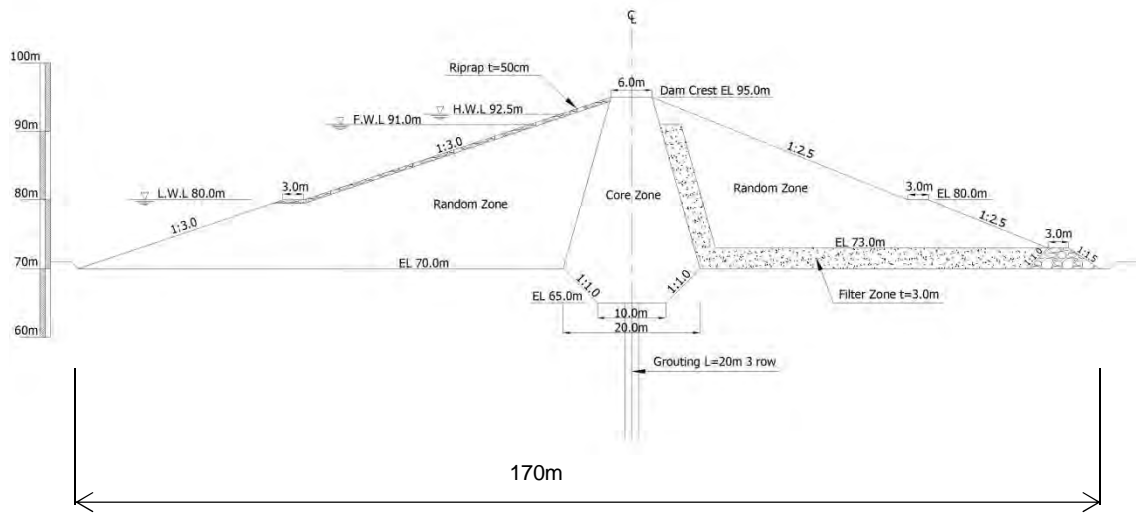 ℄
100m
Riprap t=50cm
6.0m
Dam Crest EL 95.0m
H.W.L 92.5m
F.W.L 91.0m
90m
1:3.0
1:2.5
3.0m
L.W.L 80.0m
80m
Random Zone
Core Zone
Random Zone
3.0m
EL 80.0m
1:3.0
1:2.5
3.0m
EL 73.0m
1:1.0
1:1.5
70m
EL 70.0m
1:1.0
1:1.0
EL 65.0m
10.0m
20.0m
Filter Zone t=3.0m
60m
Grouting L=20m 3 row
170m